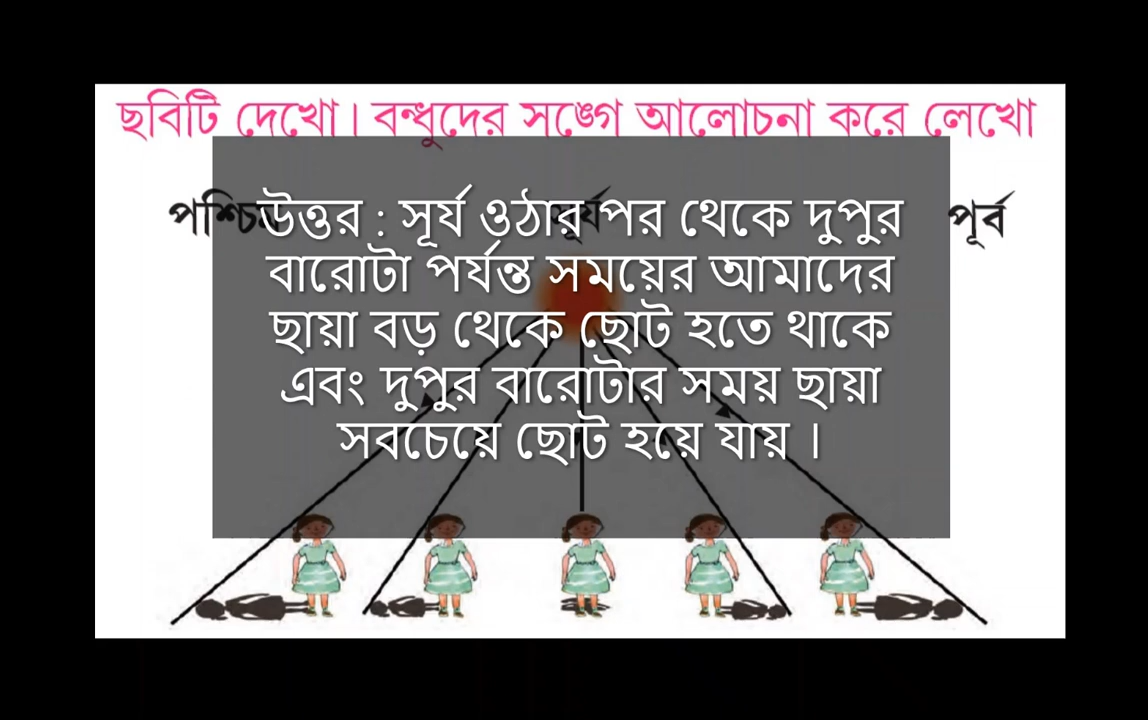 ছবিটি দেখো। বন্ধুদের সঙ্গে আলোচনা করে লেখো
পশ্চিম সূর্য পূর্ব
উত্তর : সূর্য ওঠার পর থেকে দুপুর
বারোটা পর্যন্ত সময়ের আমাদের
ছায়া বড় থেকে ছোট হতে থাকে
এবং দুপুর বারোটার সময় ছায়া
সবচেয়ে ছোট হয়ে যায় ।